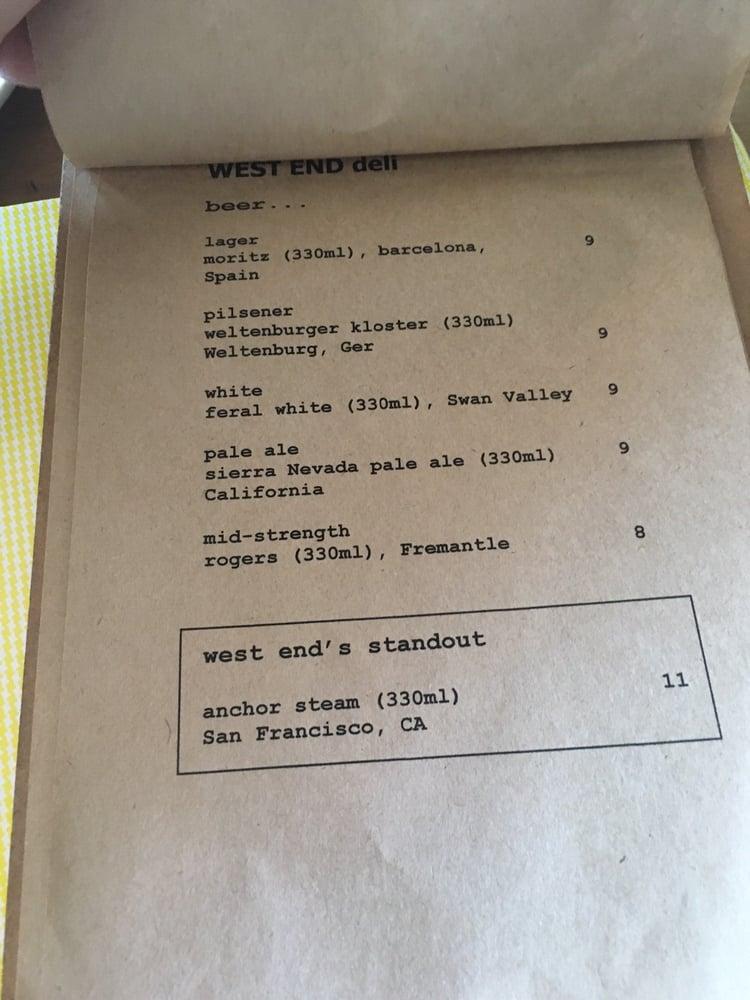 WEST END deli
beer...
lager
moritz (330ml), barcelona, 9
Spain
pilsener
weltenburger kloster (330ml)
Weltenburg, Ger 9
white
feral white (330ml), Swan Valley 9
pale ale
sierra Nevada pale ale (330ml) 9
California
mid-strength
rogers (330ml), Fremantle 8
west end's standout
anchor steam (330ml) 11
San Francisco, CA